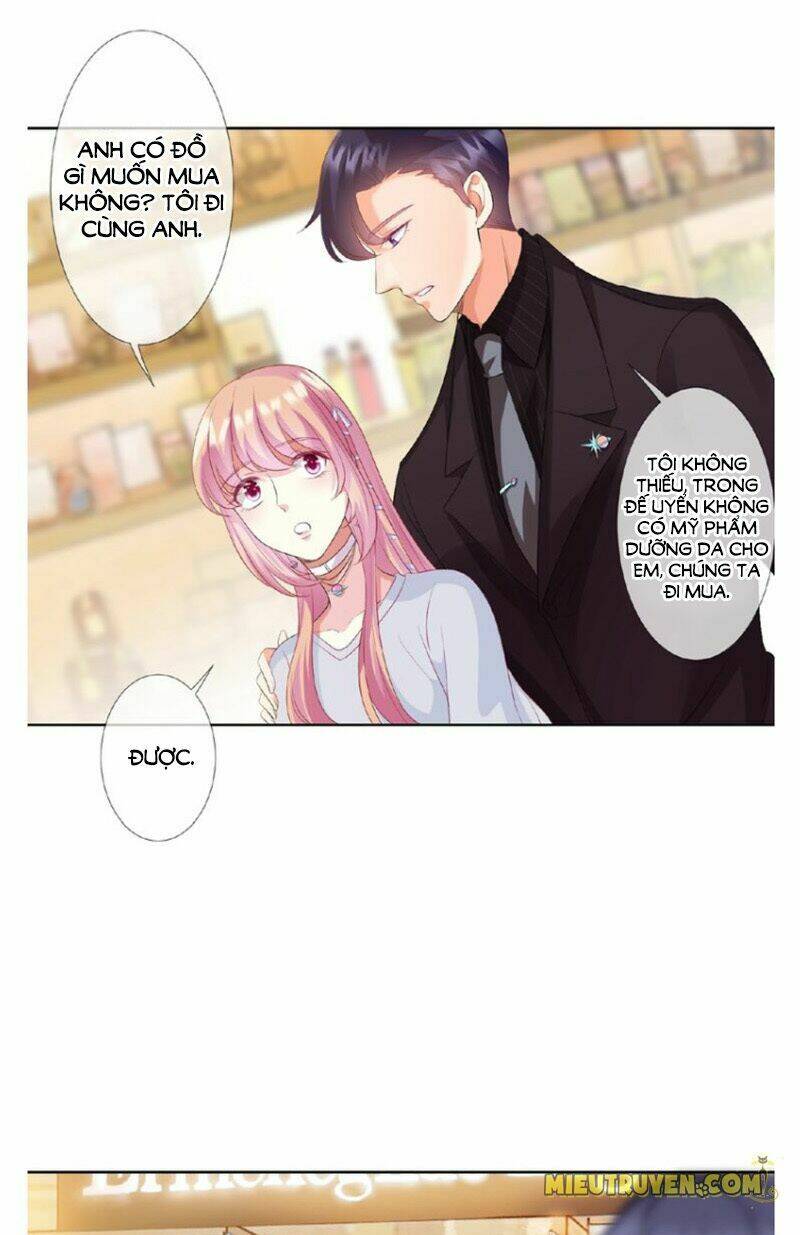 ANH CÓ ĐỒ
GÌ MUỐN MUA
KHÔNG? TÔI ĐI
CÙNG ANH.
TÔI KHÔNG
THIẾU, TRONG
ĐẾ UYỂN KHÔNG
CÓ MỸ PHẨM
DƯỠNG DA CHO
EM, CHÚNG TA
ĐI MUA.
ĐƯỢC.
MIEUTRUYEN.COM